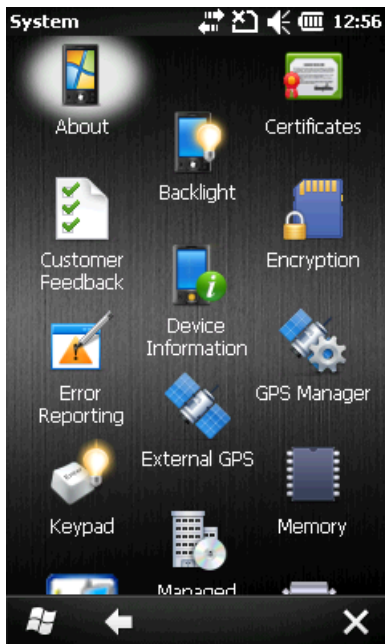 System
12:56
About
Certificates
Backlight
Customer
Feedback
Encryption
Device
Information
Error
Reporting
GPS Manager
External GPS
Keypad
Memory
Managed